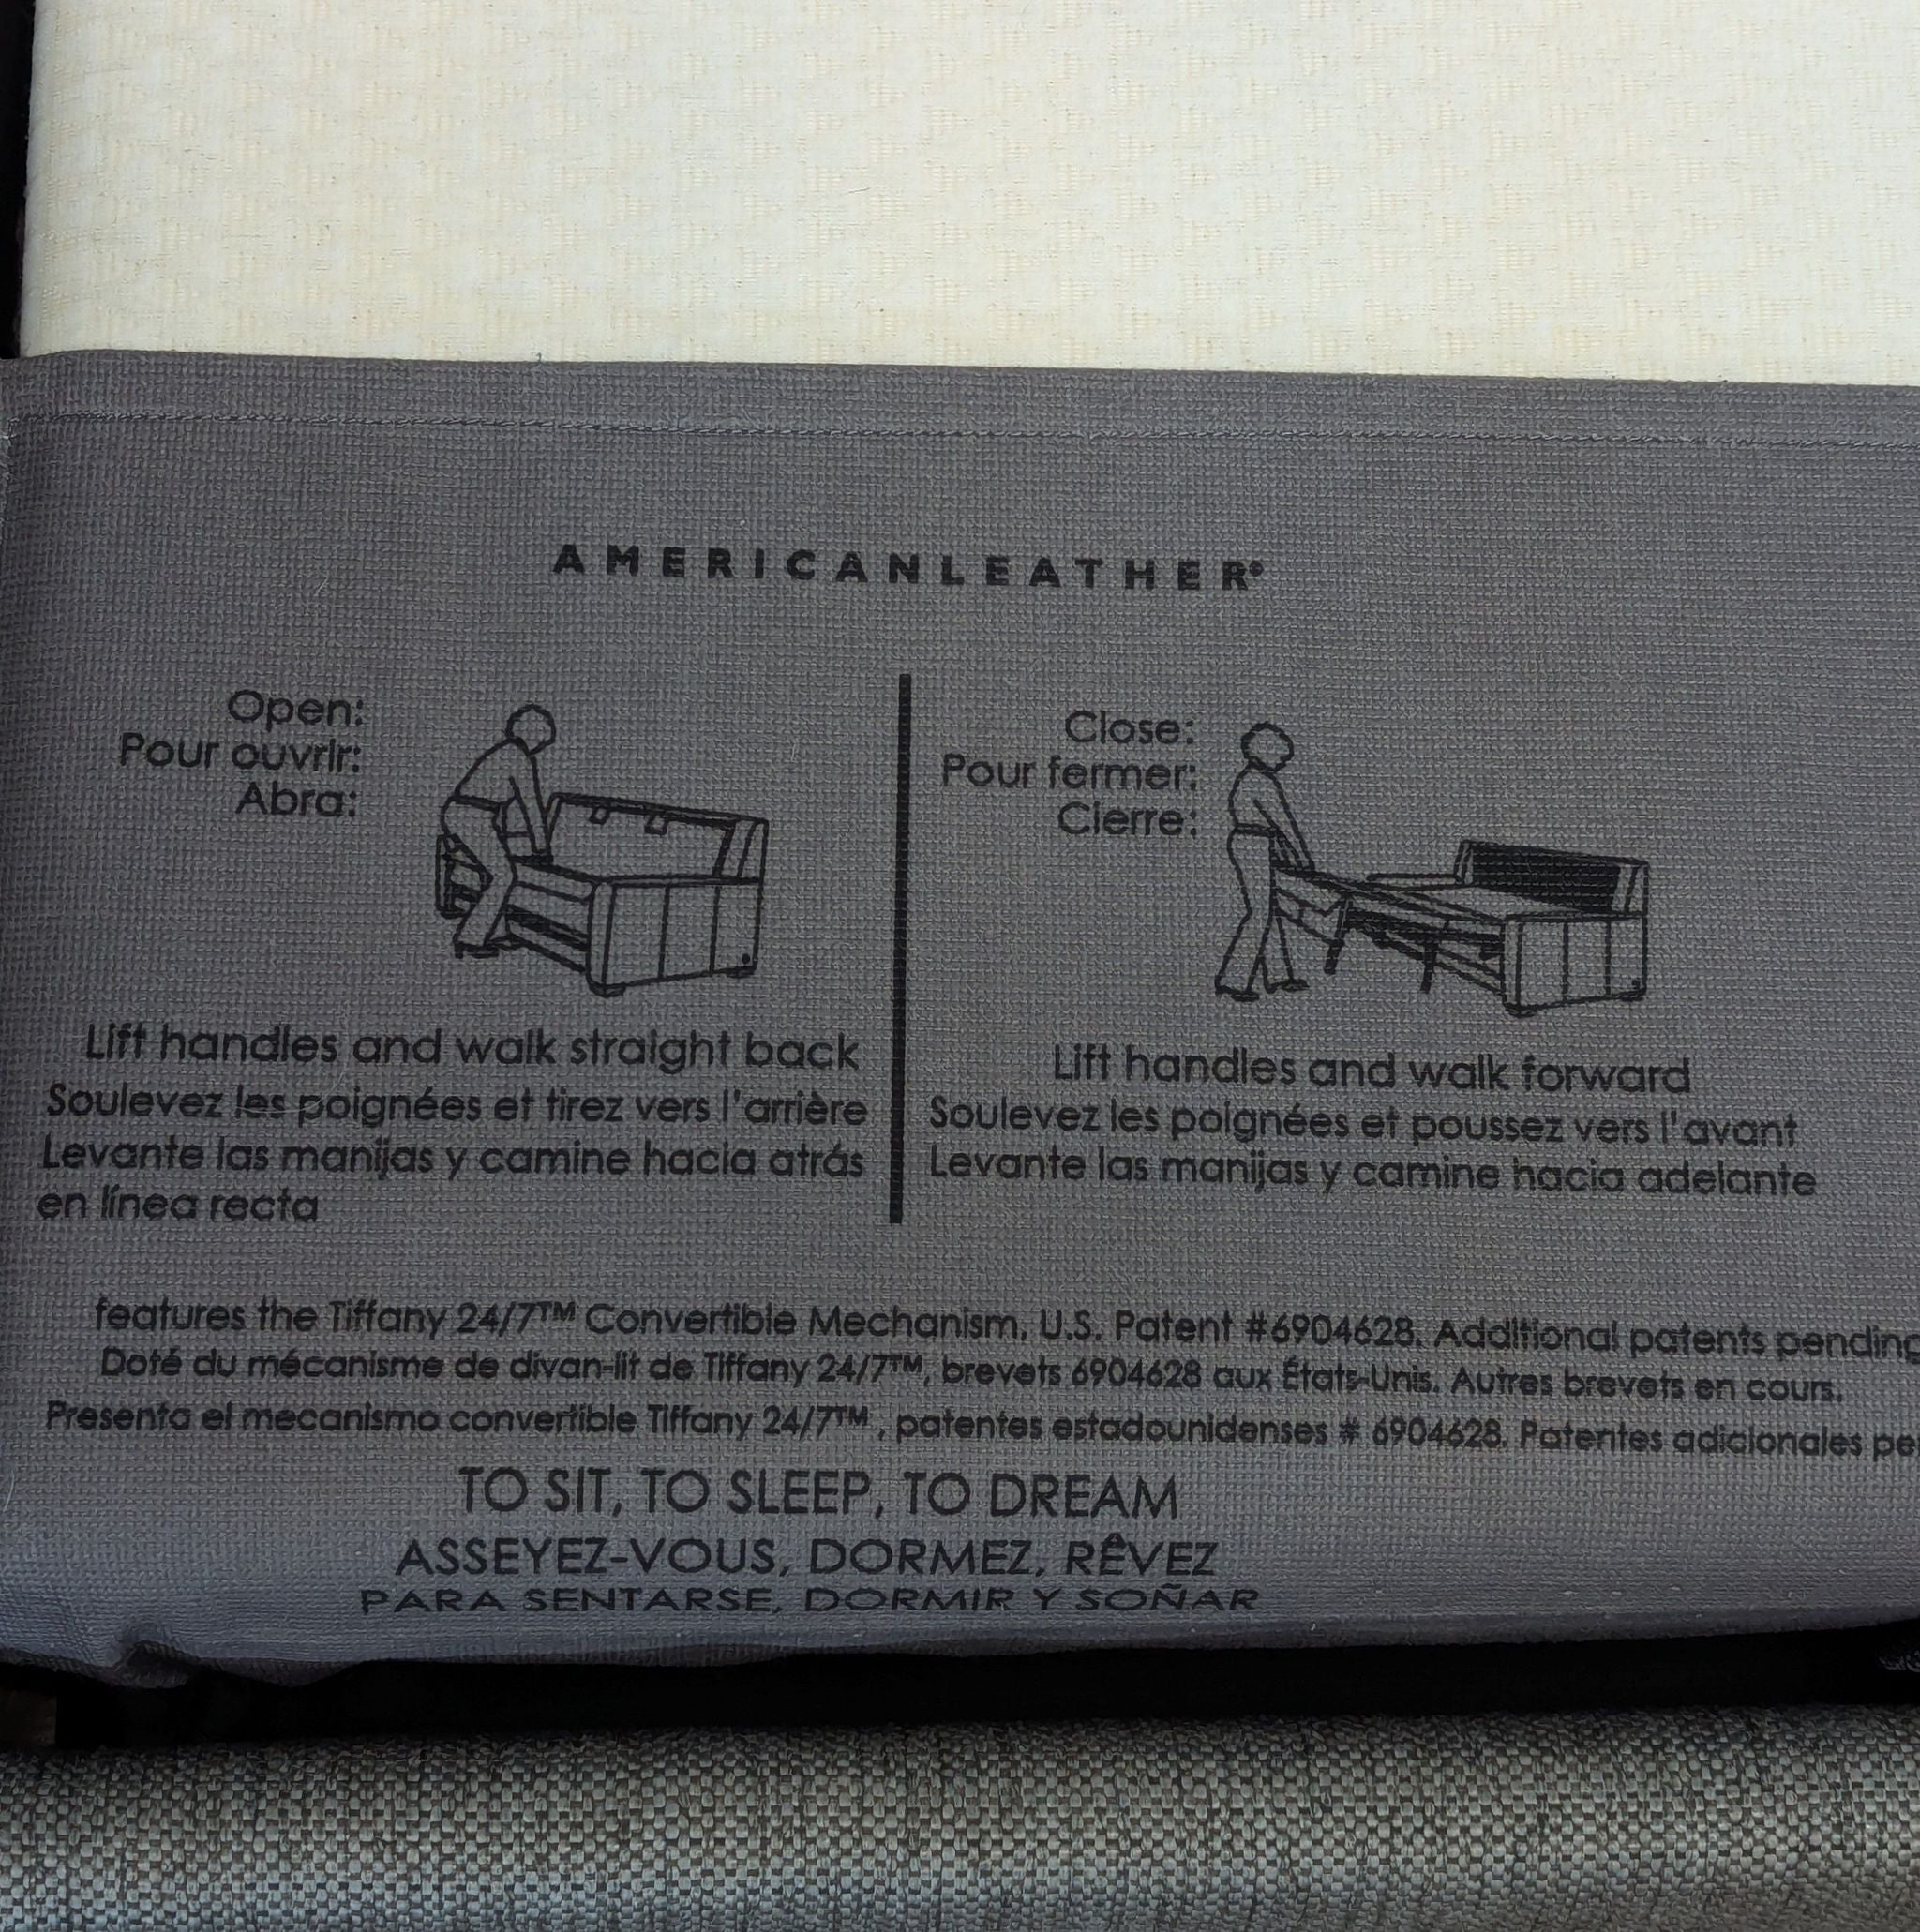 AMERICANLEATHER®
Open:
Pour ouvrir:
Abra:
Lift handles and walk straight back
Soulevez les poignées et tirez vers l'arrière
Levante las manijas y camine hacia atrás
en línea recta
Close:
Pour fermer:
Cierre:
Lift handles and walk forward
Soulevez les poignées et poussez vers l'avant
Levante las manijas y camine hacia adelante
features the Tiffany 24/7™ Convertible Mechanism, U.S. Patent #6904628. Additional patents pending
Doté du mécanisme de divan-lit de Tiffany 24/7™, brevets 6904628 aux États-Unis. Autres brevets en cours.
Presenta el mecanismo convertible Tiffany 24/7™, patentes estadounidenses # 6904628. Patentes adicionales
TO SIT, TO SLEEP, TO DREAM
ASSEYEZ-VOUS, DORMEZ, RÊVEZ
PARA SENTARSE, DORMIR Y SOÑAR